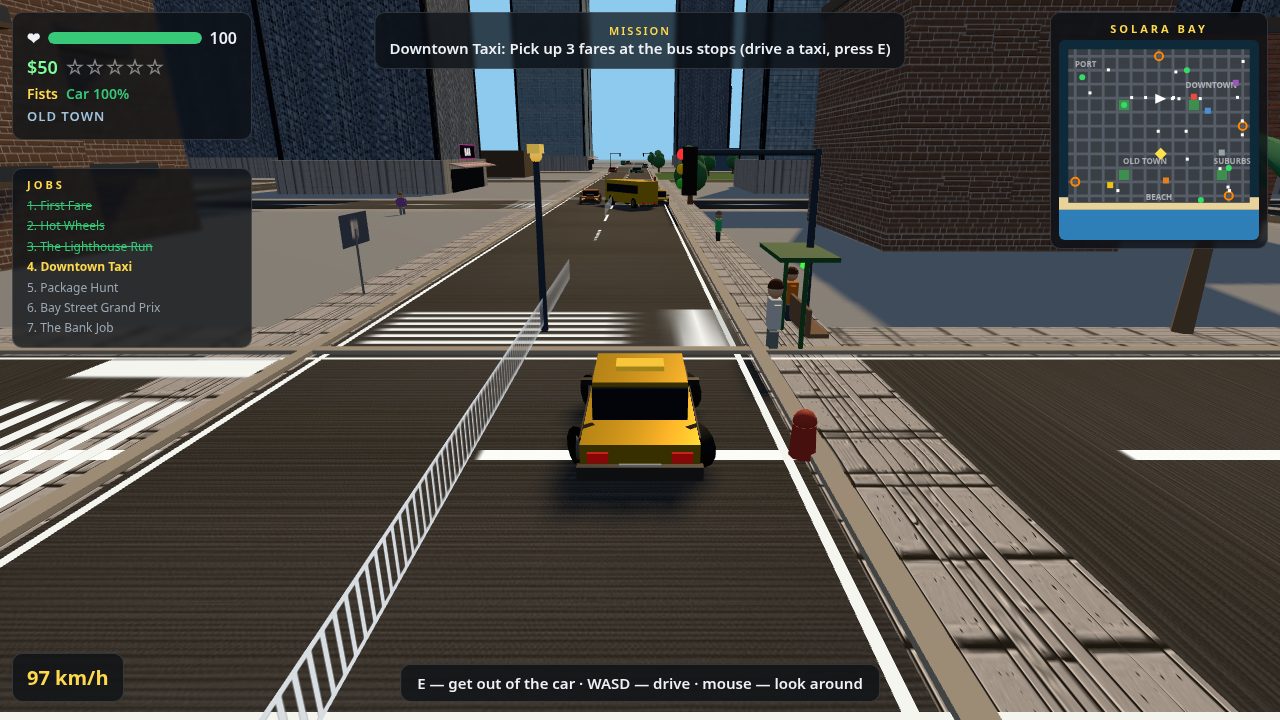 ❤ 100
$50 ☆☆☆☆☆
Fists Car 100%
OLD TOWN
JOBS
1. First Fare
2. Hot Wheels
3. The Lighthouse Run
4. Downtown Taxi
5. Package Hunt
6. Bay Street Grand Prix
7. The Bank Job
MISSION
Downtown Taxi: Pick up 3 fares at the bus stops (drive a taxi, press E)
SOLARA BAY
PORT
DOWNTOWN
OLD TOWN
SUBURBS
BEACH
97 km/h
E — get out of the car · WASD — drive · mouse — look around